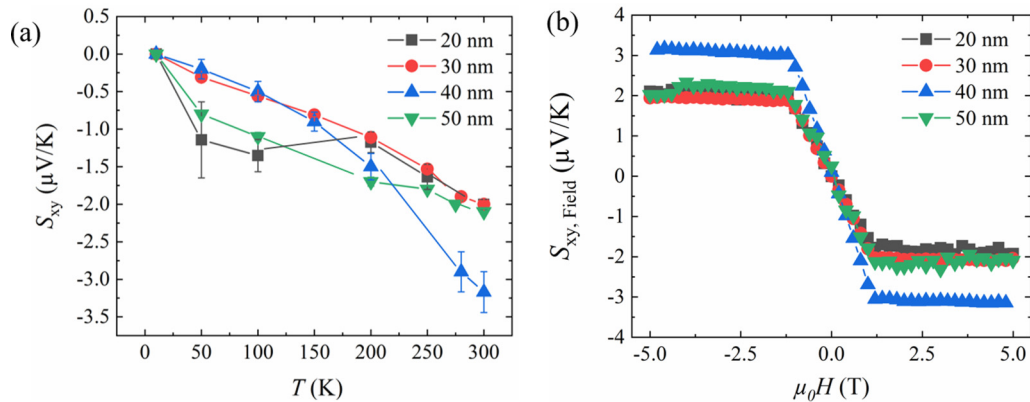 (a)
0.0
-0.5
-1.0
-1.5
-2.0
-2.5
-3.0
-3.5
Sxy (μV/K)
20 nm
30 nm
40 nm
50 nm
0 50 100 150 200 250 300
T (K)
(b)
4
3
2
1
0
-1
-2
-3
-4
Sxy, Field (μV/K)
20 nm
30 nm
40 nm
50 nm
-5.0 -2.5 0.0 2.5 5.0
μ0H (T)